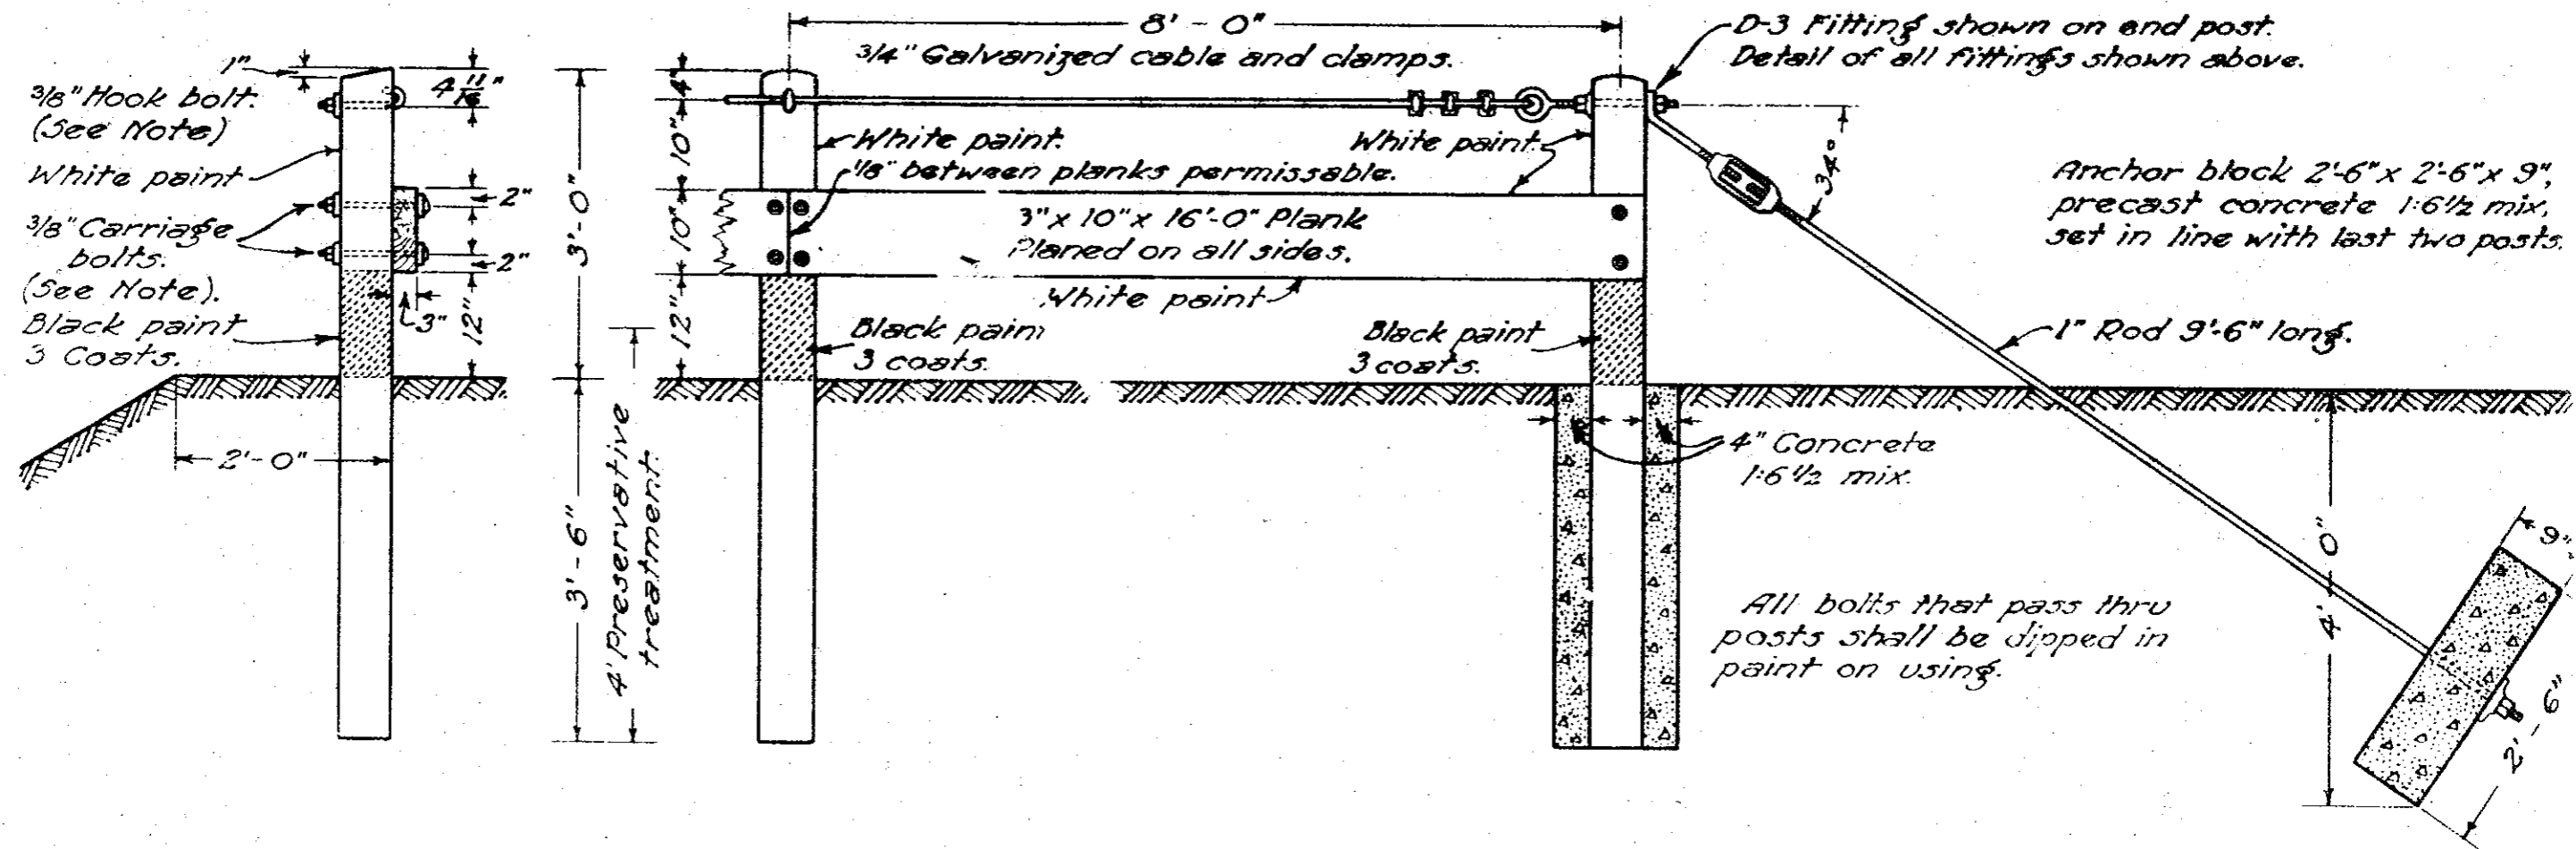 1"
3/8" Hook bolt.
(See Note)
White paint
3/8" Carriage
bolts.
(See Note).
Black paint
3 Coats.
4 11/16"
2"
2"
3"
12"
2'-0"
3'-0"
3'-6"
4' Preservative
treatment.
4"
10"
10"
12"
8'-0"
3/4" Galvanized cable and clamps.
White paint.
1/8" between planks permissable.
White paint.
3" x 10" x 16'-0" Plank
Planed on all sides.
White paint
Black pain
3 coats.
Black paint
3 coats.
D-3 Fitting shown on end post.
Detail of all fittings shown above.
34°
Anchor block 2'-6" x 2'-6" x 9",
precast concrete 1:6 1/2 mix,
set in line with last two posts.
1" Rod 9'-6" long.
4" Concrete
1:6 1/2 mix.
All bolts that pass thru
posts shall be dipped in
paint on using.
4'-0"
9"
2'-6"